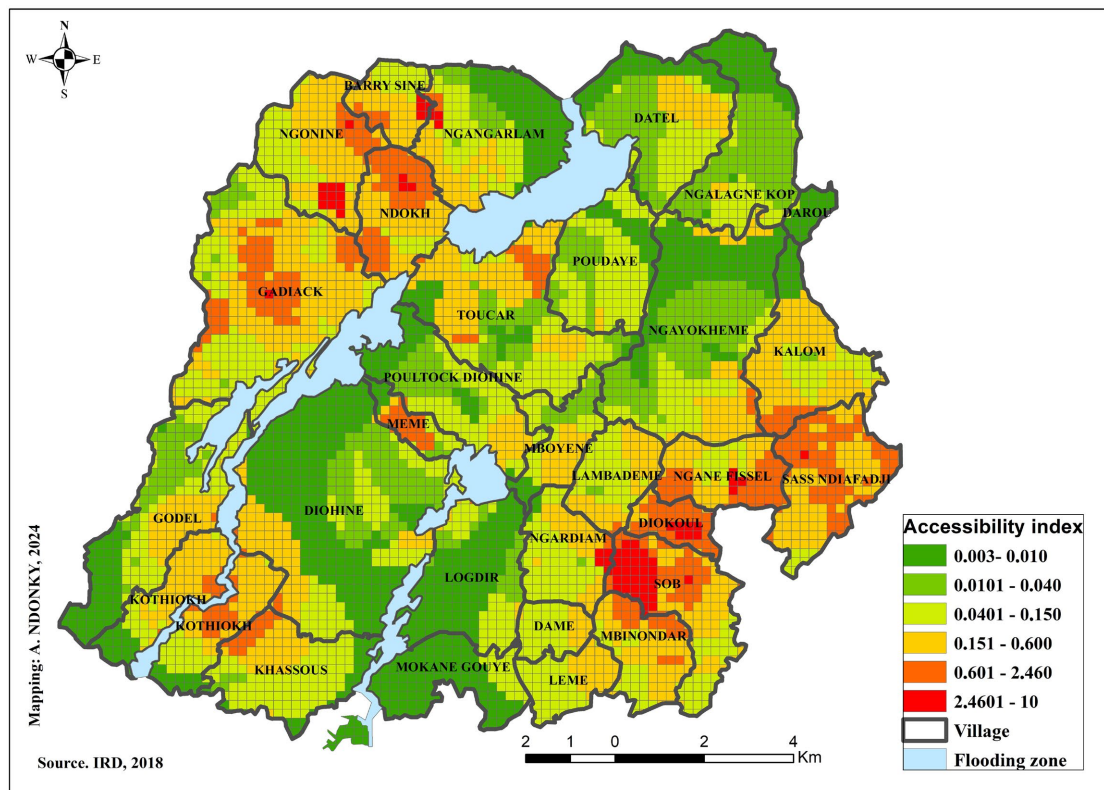 N
W E
S
BARRY SINE
NGONINE
NGANGARLAM
DATEL
NDOKH
NGALAGNE KOP
DAROU
POUDAYE
GADIACK
TOUCAR
NGAYOKHEME
KALOM
POULTOCK DIOHINE
MEME
MBOYENE
LAMBADEME
NGANE FISSEL
SASS NDIAFADJI
GODEL
DIOHINE
DIOKOUL
NGARDIAM
LOGDIR
SOB
KOTHIOKH
KOTHIOKH
DAME
MBINONDAR
KHASSOUS
MOKANE GOUYE
LEME
Accessibility index
0.003- 0.010
0.0101 - 0.040
0.0401 - 0.150
0.151 - 0.600
0.601 - 2.460
2.4601 - 10
Village
Flooding zone
Mapping: A. NDONKY, 2024
Source. IRD, 2018
2 1 0 2 4
Km